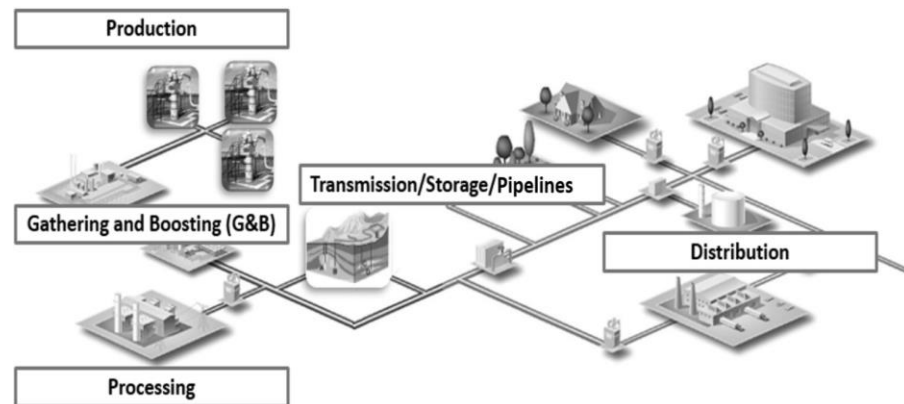 Production
Transmission/Storage/Pipelines
Gathering and Boosting (G&B)
Distribution
Processing